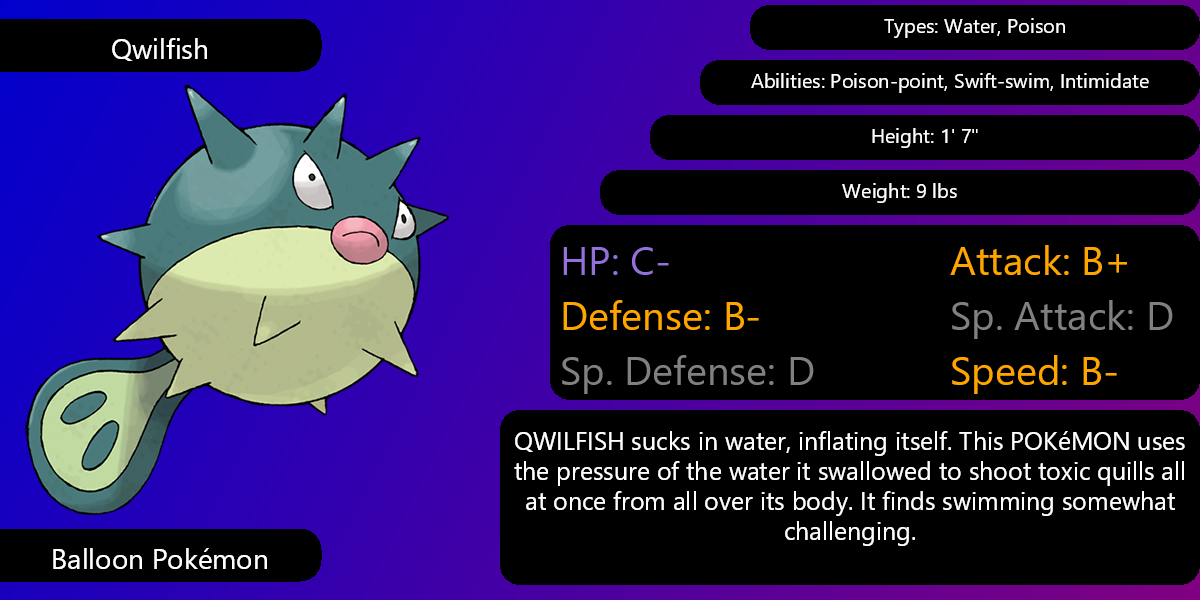 Qwilfish
Types: Water, Poison
Abilities: Poison-point, Swift-swim, Intimidate
Height: 1' 7"
Weight: 9 lbs
HP: C-
Attack: B+
Defense: B-
Sp. Attack: D
Sp. Defense: D
Speed: B-
QWILFISH sucks in water, inflating itself. This POKéMON uses
the pressure of the water it swallowed to shoot toxic quills all
at once from all over its body. It finds swimming somewhat
challenging.
Balloon Pokémon